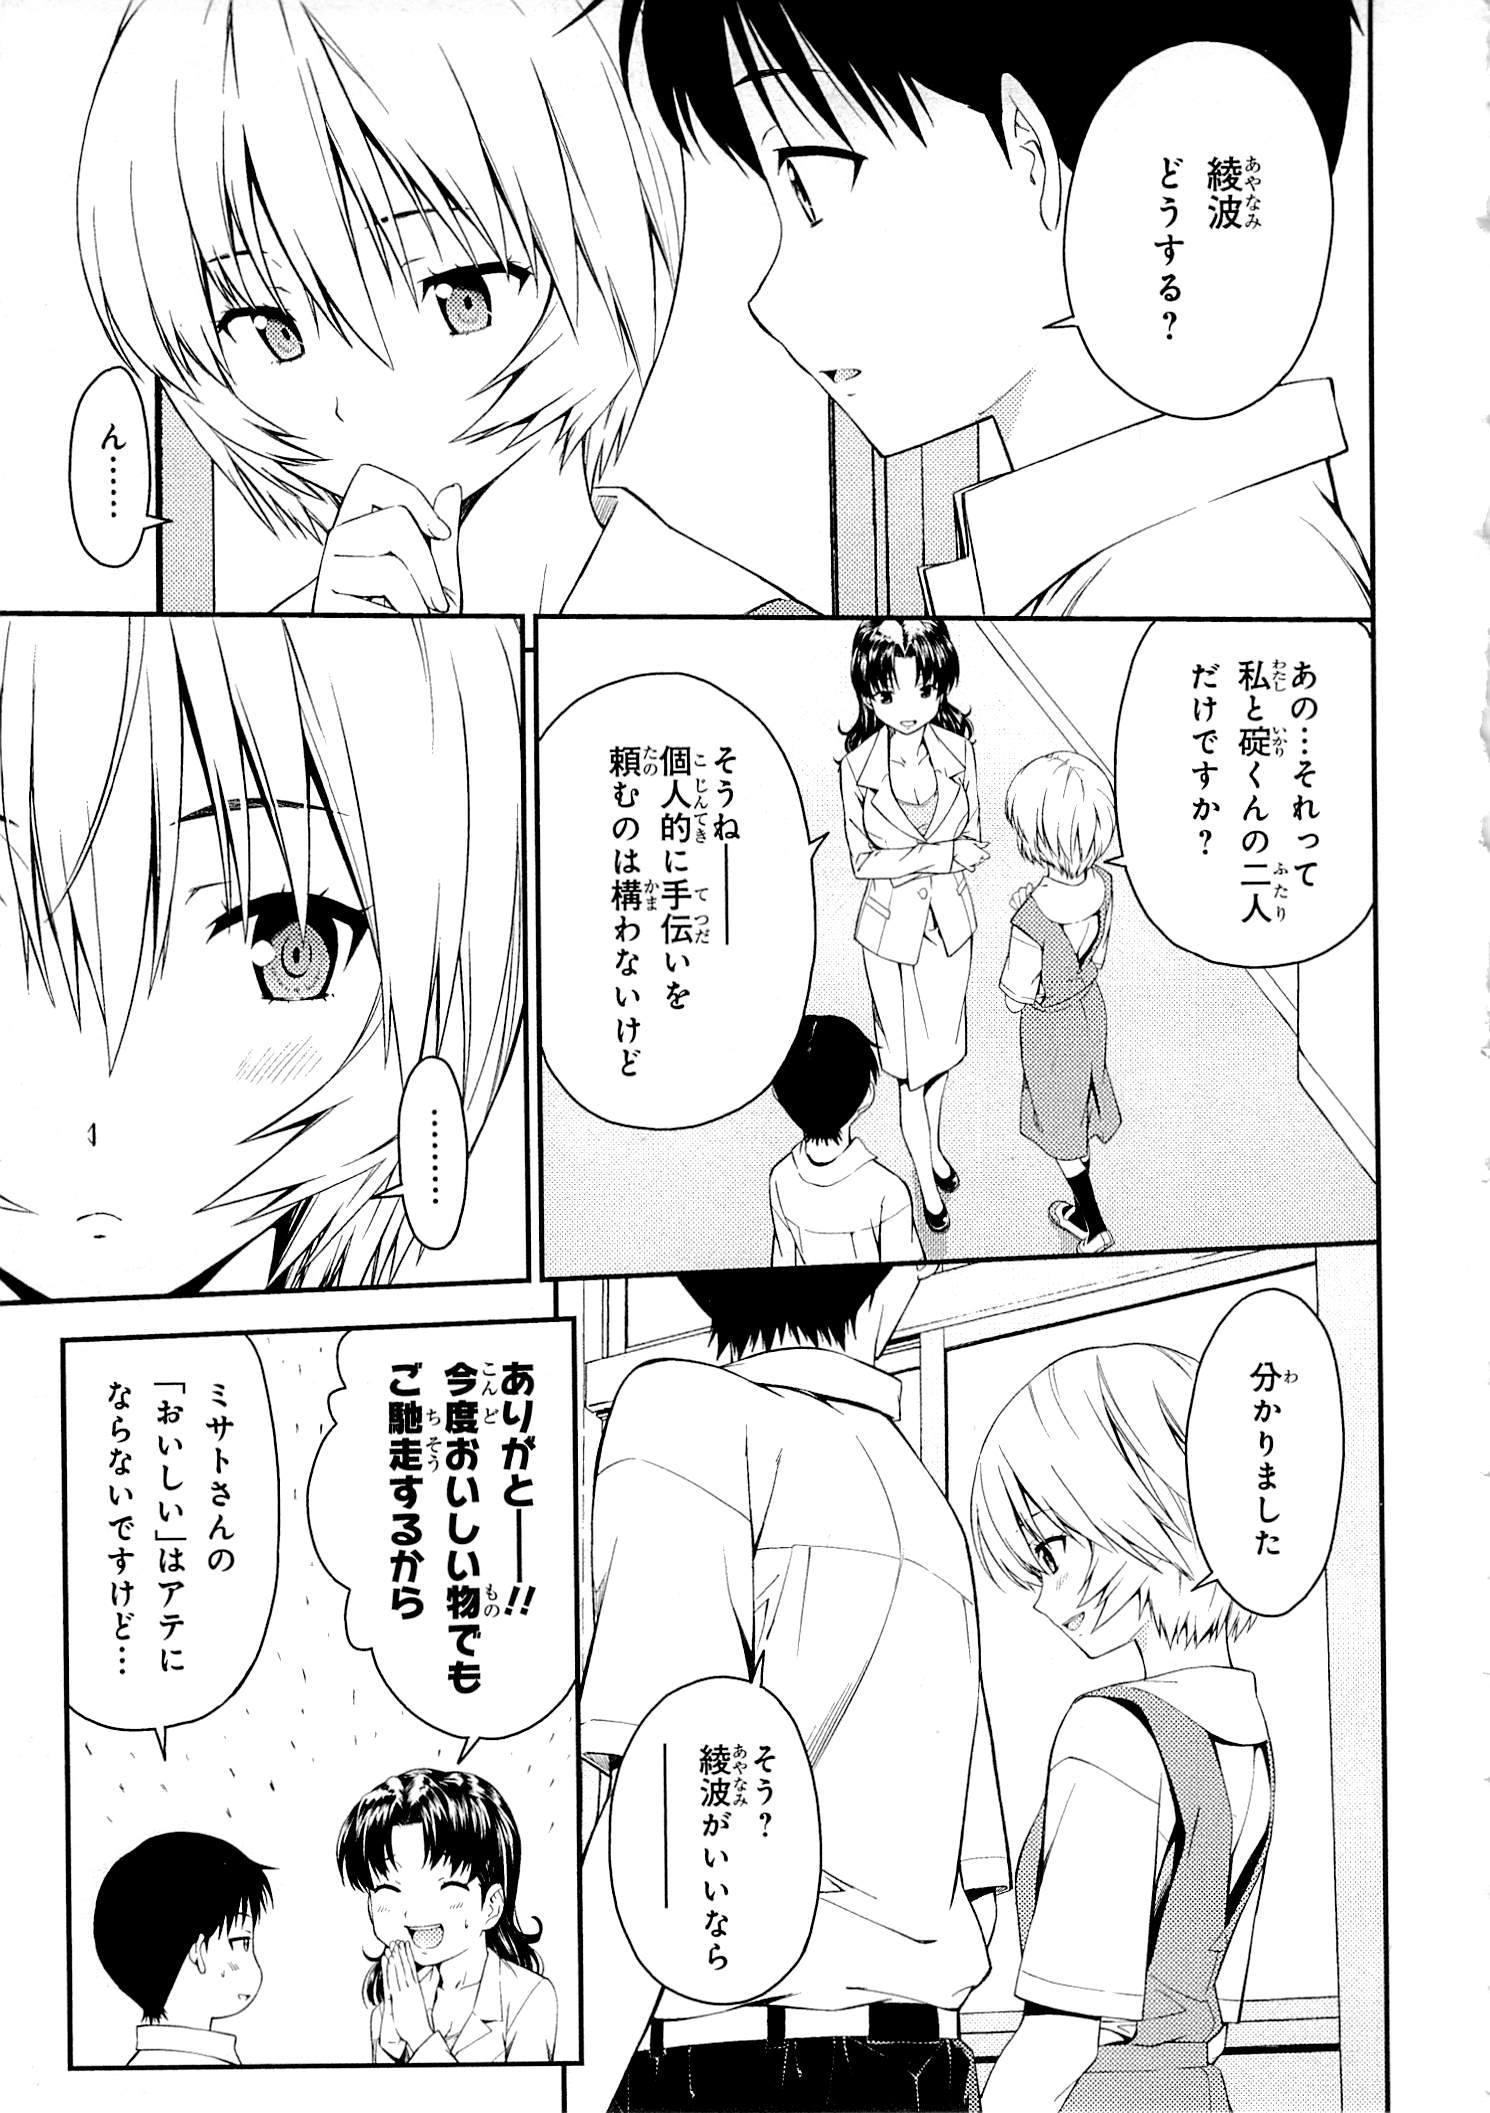 綾波
どうする?
ん……
あの…それって
私と碇くんの二人
だけですか?
そうね――
個人的に手伝いを
頼むのは構わないけど
………
分かりました
そう?
綾波がいいなら
――
ありがと――!!
今度おいしい物でも
ご馳走するから
ミサトさんの
「おいしい」はアテに
ならないですけど…